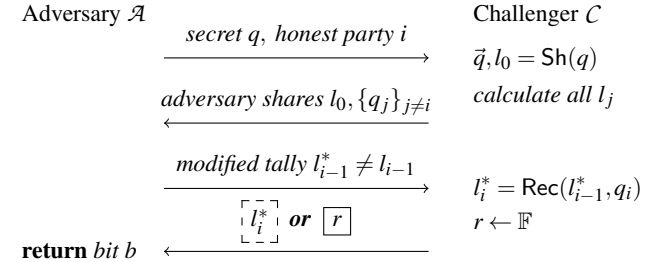 Adversary 𝒜 Challenger 𝒞
secret q, honest party i
q⃗, l₀ = Sh(q)
adversary shares l₀, {q_j}_{j≠i} calculate all l_j
modified tally l*_{i−1} ≠ l_{i−1}
l*_i = Rec(l*_{i−1}, q_i)
l*_i or r r ← 𝔽
return bit b